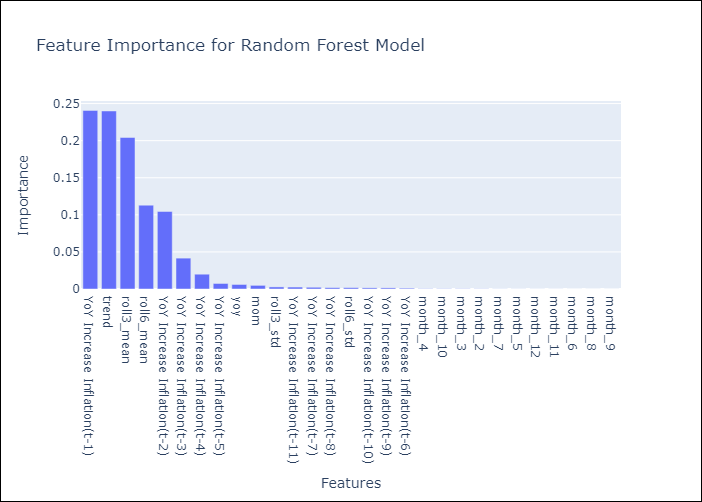 Feature Importance for Random Forest Model
0.25
0.2
0.15
0.1
0.05
0
Importance
YoY Increase Inflation(t-1)
trend
roll3_mean
roll6_mean
YoY Increase Inflation(t-2)
YoY Increase Inflation(t-3)
YoY Increase Inflation(t-4)
YoY Increase Inflation(t-5)
yoy
mom
roll3_std
YoY Increase Inflation(t-11)
YoY Increase Inflation(t-7)
YoY Increase Inflation(t-8)
roll6_std
YoY Increase Inflation(t-10)
YoY Increase Inflation(t-9)
YoY Increase Inflation(t-6)
month_4
month_10
month_3
month_2
month_7
month_5
month_12
month_11
month_6
month_8
month_9
Features